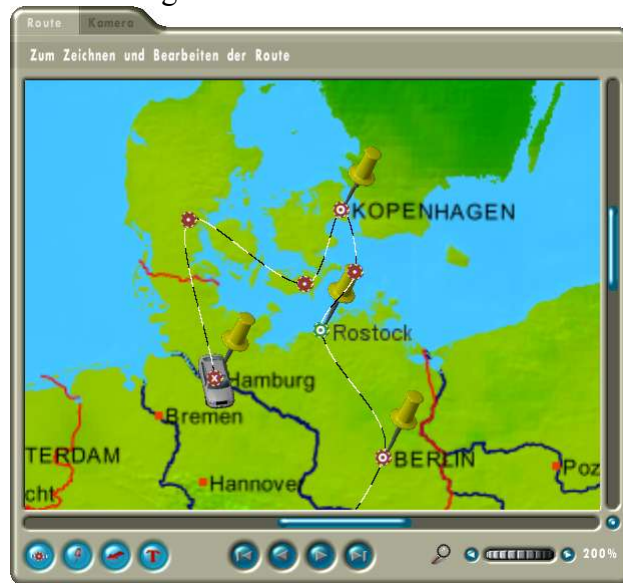 Route Kamera
Zum Zeichnen und Bearbeiten der Route
KOPENHAGEN
Rostock
Hamburg
Bremen
TERDAM
BERLIN
Poz
cht
Hannover
T
200%